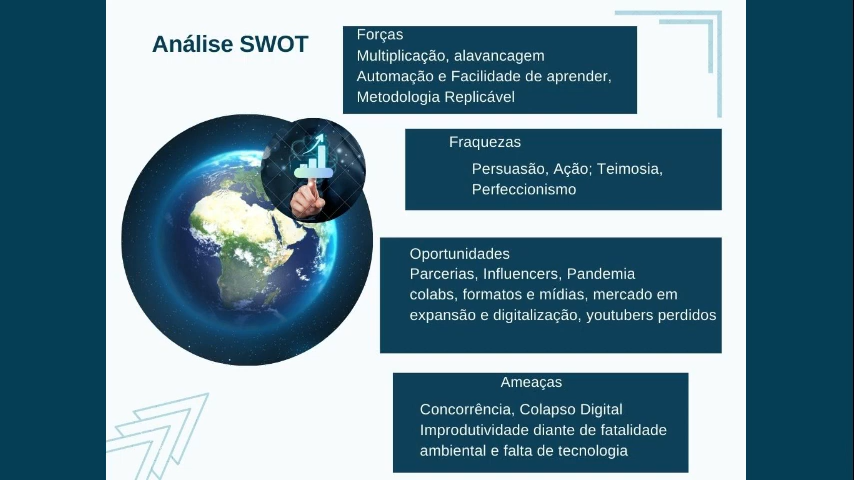 Análise SWOT
Forças
Multiplicação, alavancagem
Automação e Facilidade de aprender,
Metodologia Replicável
Fraquezas
Persuasão, Ação; Teimosia,
Perfeccionismo
Oportunidades
Parcerias, Influencers, Pandemia
colabs, formatos e mídias, mercado em
expansão e digitalização, youtubers perdidos
Ameaças
Concorrência, Colapso Digital
Improdutividade diante de fatalidade
ambiental e falta de tecnologia